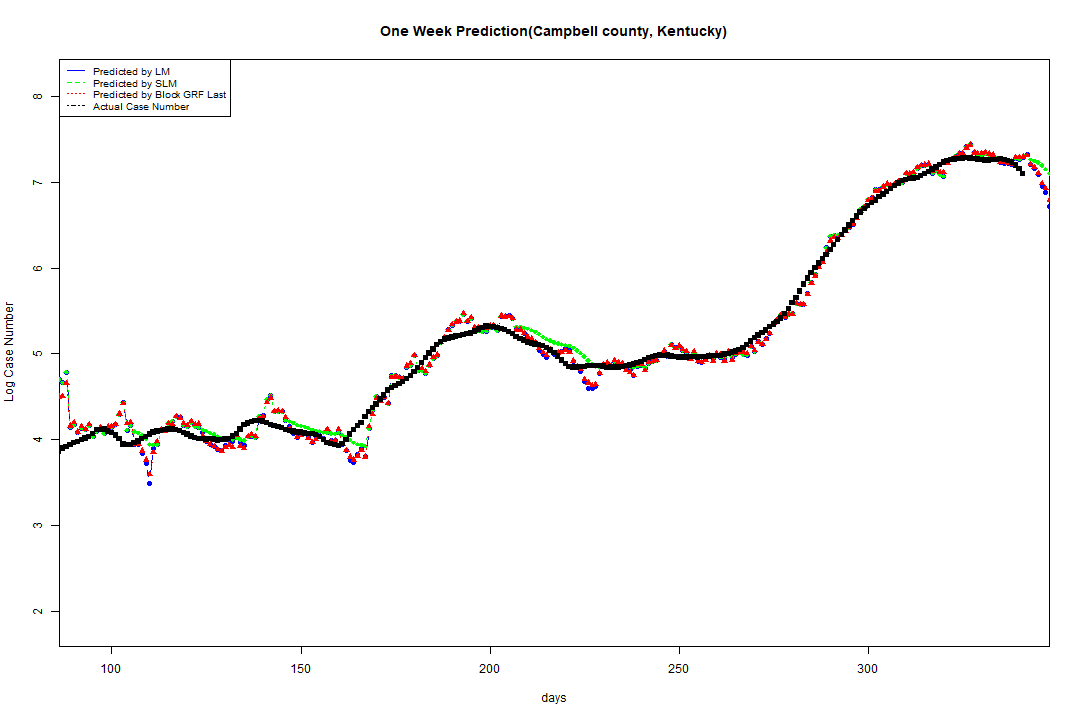 One Week Prediction(Campbell county, Kentucky)
Predicted by LM
Predicted by SLM
Predicted by Block GRF Last
Actual Case Number
8
7
6
5
4
3
2
Log Case Number
100 150 200 250 300
days